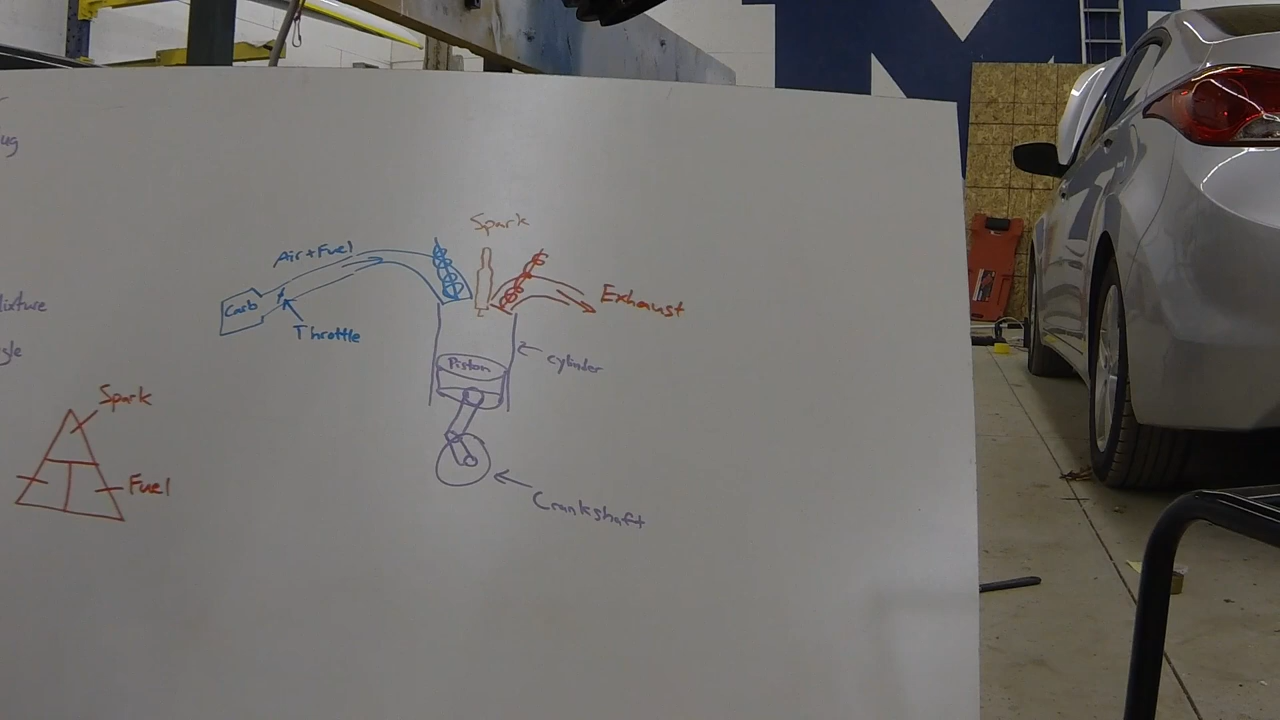 Spark
Air+Fuel
Carb
Throttle
Exhaust
Piston
cylinder
Crankshaft
Spark
Fuel